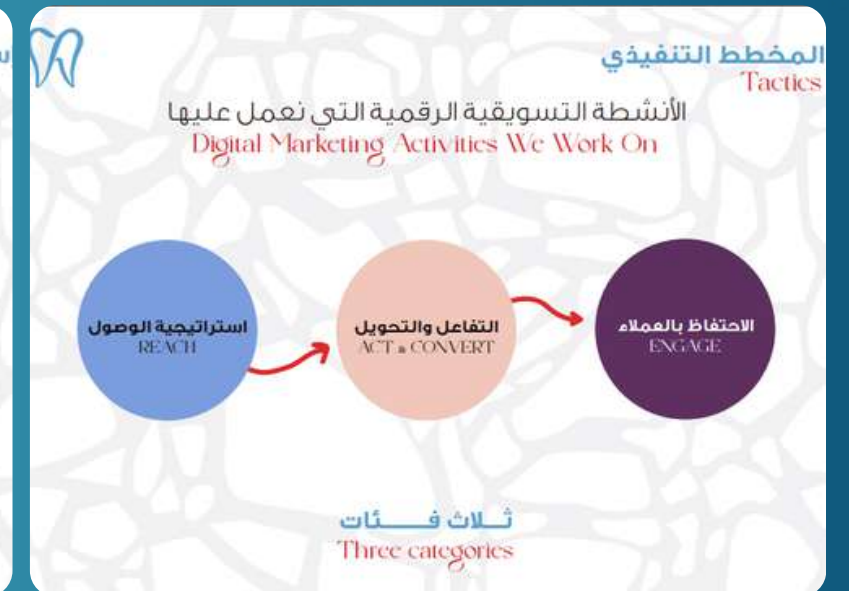 المخطط التنفيذي
Tactics
الأنشطة التسويقية الرقمية التي نعمل عليها
Digital Marketing Activities We Work On
استراتيجية الوصول
REACH
التفاعل والتحويل
ACT & CONVERT
الاحتفاظ بالعملاء
ENGAGE
ثلاث فئات
Three categories